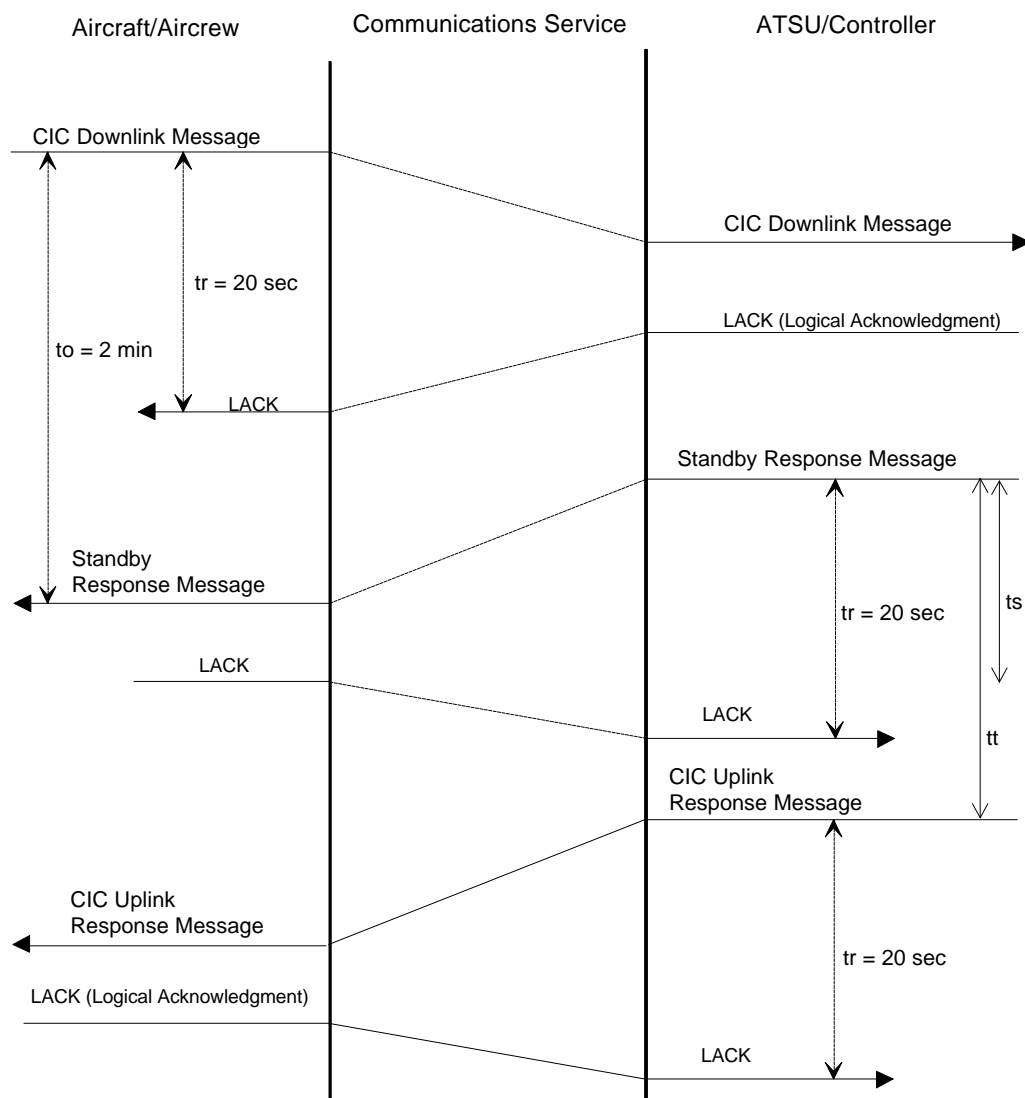 Aircraft/Aircrew
Communications Service
ATSU/Controller
CIC Downlink Message
CIC Downlink Message
tr = 20 sec
LACK (Logical Acknowledgment)
to = 2 min
LACK
Standby Response Message
Standby
Response Message
ts
tr = 20 sec
LACK
LACK
tt
CIC Uplink
Response Message
CIC Uplink
Response Message
tr = 20 sec
LACK (Logical Acknowledgment)
LACK